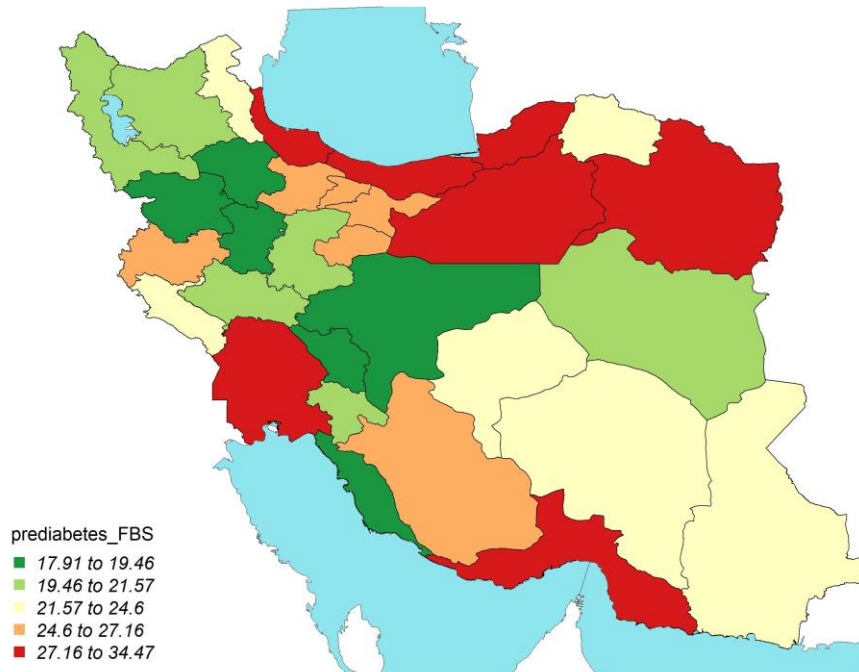 prediabetes_FBS
17.91 to 19.46
19.46 to 21.57
21.57 to 24.6
24.6 to 27.16
27.16 to 34.47